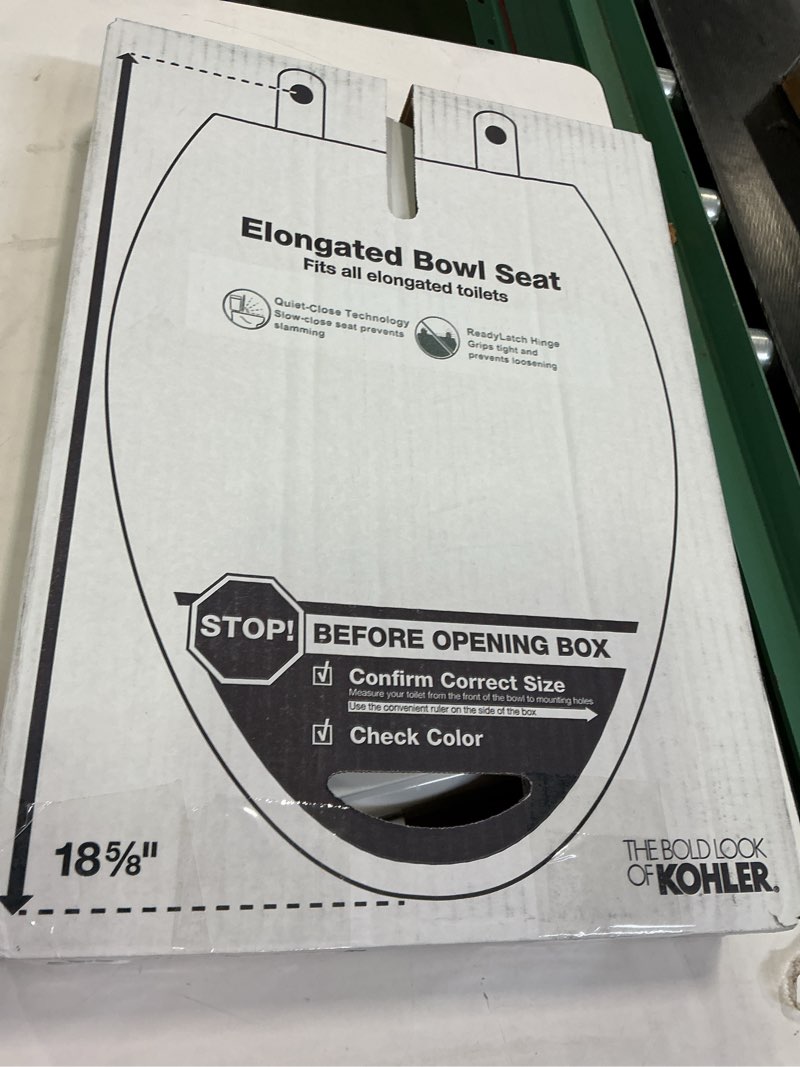 Elongated Bowl Seat
Fits all elongated toilets
Quiet-Close Technology
Slow-close seat prevents
slamming
ReadyLatch Hinge
Grips tight and
prevents loosening
STOP!
BEFORE OPENING BOX
Confirm Correct Size
Measure your toilet from the front of the bowl to mounting holes
Use the convenient ruler on the side of the box
Check Color
18 5/8"
THE BOLD LOOK
OF KOHLER®